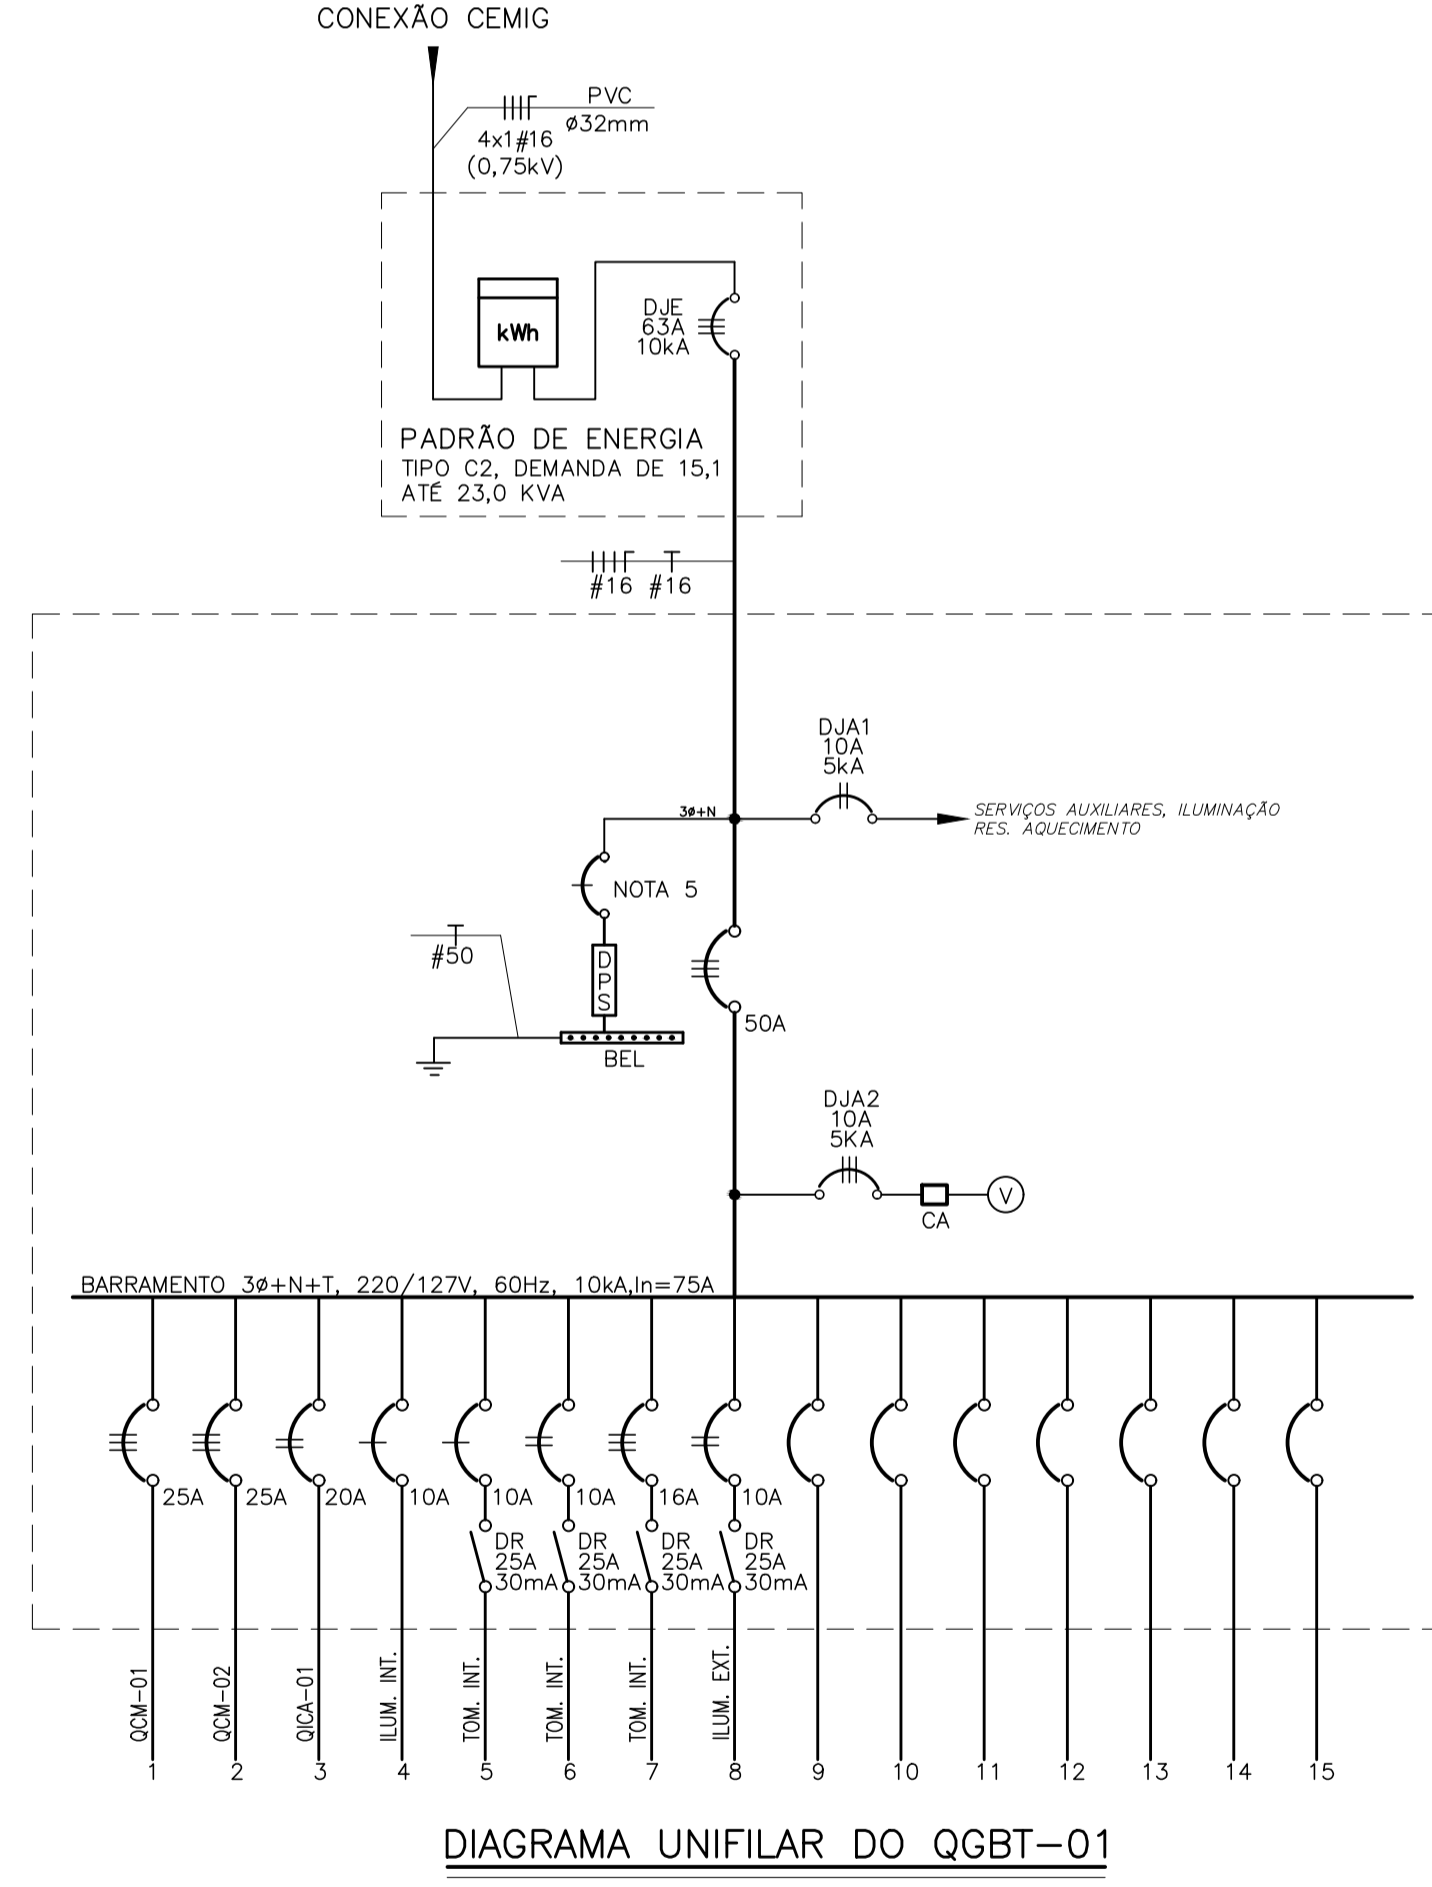 CONEXÃO CEMIG
PVC
ø32mm
4x1#16
(0,75kV)
kWh
DJE
63A
10kA
PADRÃO DE ENERGIA
TIPO C2, DEMANDA DE 15,1
ATÉ 23,0 KVA
#16 #16
DJA1
10A
5kA
SERVIÇOS AUXILIARES, ILUMINAÇÃO
RES. AQUECIMENTO
3ø+N
NOTA 5
#50
DPS
BEL
50A
DJA2
10A
5KA
CA
V
BARRAMENTO 3ø+N+T, 220/127V, 60Hz, 10kA,In=75A
25A 25A 20A 10A 10A 10A 16A 10A
DR DR DR DR
25A 25A 25A 25A
30mA 30mA 30mA 30mA
QCM-01
QCM-02
QICA-01
ILUM. INT.
TOM. INT.
TOM. INT.
TOM. INT.
ILUM. EXT.
1 2 3 4 5 6 7 8 9 10 11 12 13 14 15
DIAGRAMA UNIFILAR DO QGBT-01